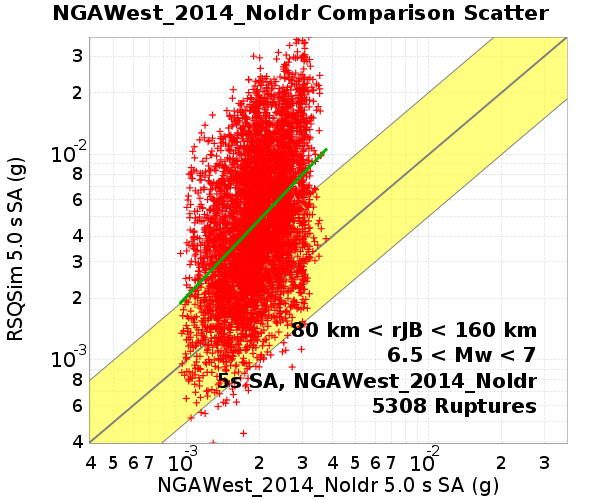 NGAWest_2014_NoIdr Comparison Scatter
RSQSim 5.0 s SA (g)
3
2
10-2
8
6
4
3
2
10-3
8
6
4
80 km < rJB < 160 km
6.5 < Mw < 7
5s SA, NGAWest_2014_NoIdr
5308 Ruptures
4 5 6 7 10-3 2 3 4 5 6 7 10-2 2 3
NGAWest_2014_NoIdr 5.0 s SA (g)